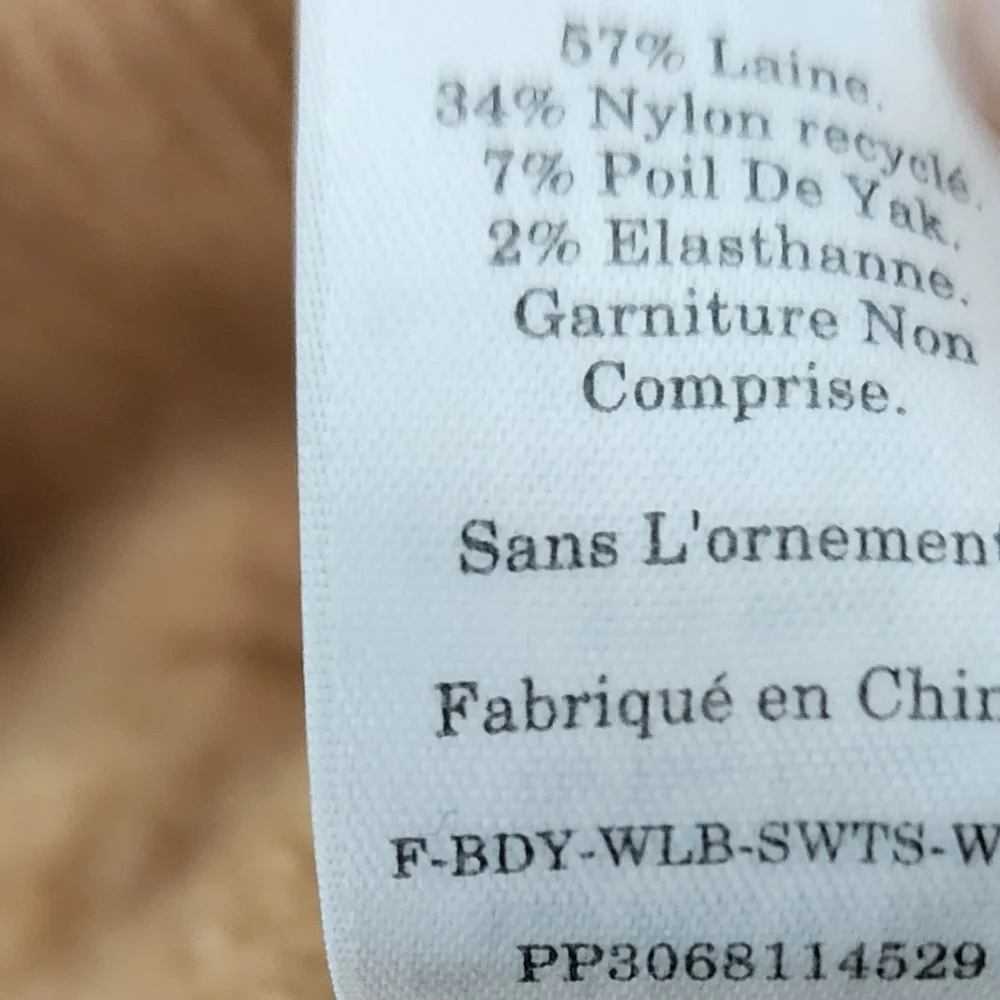 57% Laine.
34% Nylon recyclé.
7% Poil De Yak.
2% Elasthanne.
Garniture Non
Comprise.
Sans L'ornement
Fabriqué en Chin
F-BDY-WLB-SWTS-W
PP3068114529